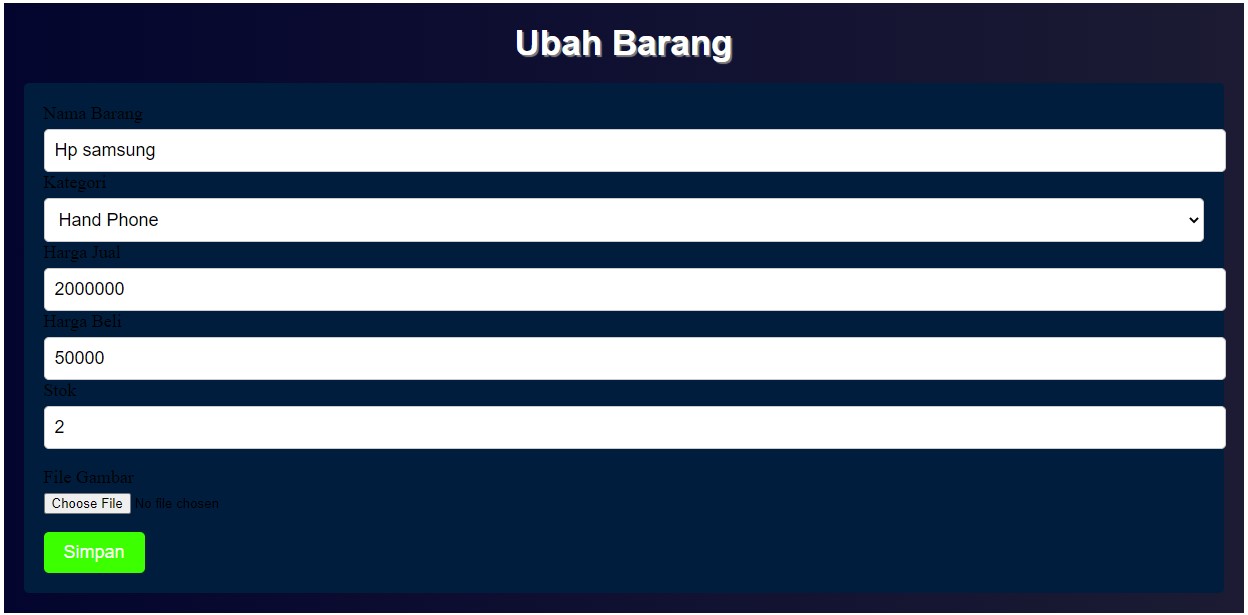 Ubah Barang
Nama Barang
Hp samsung
Kategori
Hand Phone
Harga Jual
2000000
Harga Beli
50000
Stok
2
File Gambar
Choose File No file chosen
Simpan